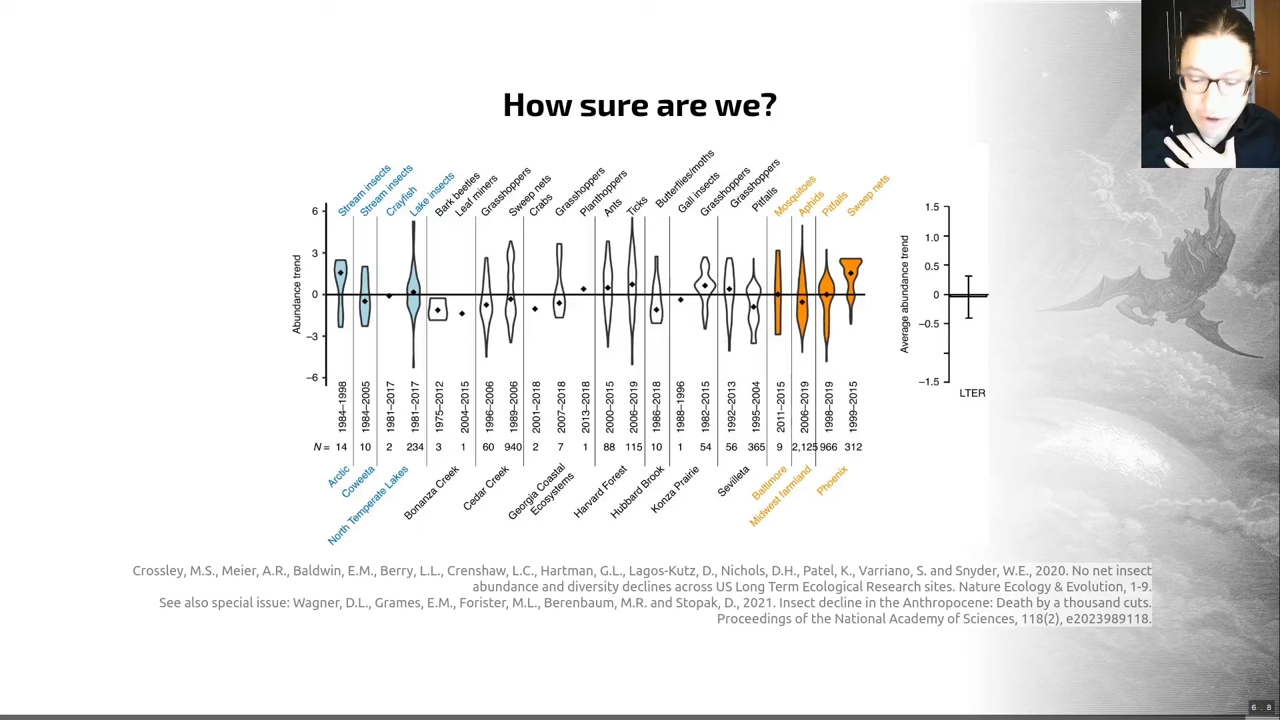 How sure are we?
Stream insects
Stream insects
Crayfish
Lake insects
Bark beetles
Leaf miners
Grasshoppers
Sweep nets
Crabs
Grasshoppers
Planthoppers
Ants
Ticks
Butterflies/moths
Gall insects
Grasshoppers
Grasshoppers
Pitfalls
Mosquitoes
Aphids
Pitfalls
Sweep nets
Abundance trend
6
3
0
−3
−6
1984–1998
1984–2005
1981–2017
1981–2017
1975–2012
2004–2015
1986–2006
1989–2006
2001–2018
2007–2018
2013–2018
2000–2015
2006–2019
1986–2018
1988–1996
1982–2015
1992–2013
1995–2004
2011–2015
2006–2019
1998–2019
1999–2015
N = 14 10 2 234 3 1 60 940 2 7 1 88 115 10 1 54 56 365 9 2,125 966 312
Arctic
Coweeta
North Temperate Lakes
Bonanza Creek
Cedar Creek
Georgia Coastal
Ecosystems
Harvard Forest
Hubbard Brook
Konza Prairie
Sevilleta
Baltimore
Midwest farmland
Phoenix
Average abundance trend
1.5
1.0
0.5
0
−0.5
−1.5
LTER
Crossley, M.S., Meier, A.R., Baldwin, E.M., Berry, L.L., Crenshaw, L.C., Hartman, G.L., Lagos-Kutz, D., Nichols, D.H., Patel, K., Varriano, S. and Snyder, W.E., 2020. No net insect
abundance and diversity declines across US Long Term Ecological Research sites. Nature Ecology & Evolution, 1-9.
See also special issue: Wagner, D.L., Grames, E.M., Forister, M.L., Berenbaum, M.R. and Stopak, D., 2021. Insect decline in the Anthropocene: Death by a thousand cuts.
Proceedings of the National Academy of Sciences, 118(2), e2023989118.
6 . 8